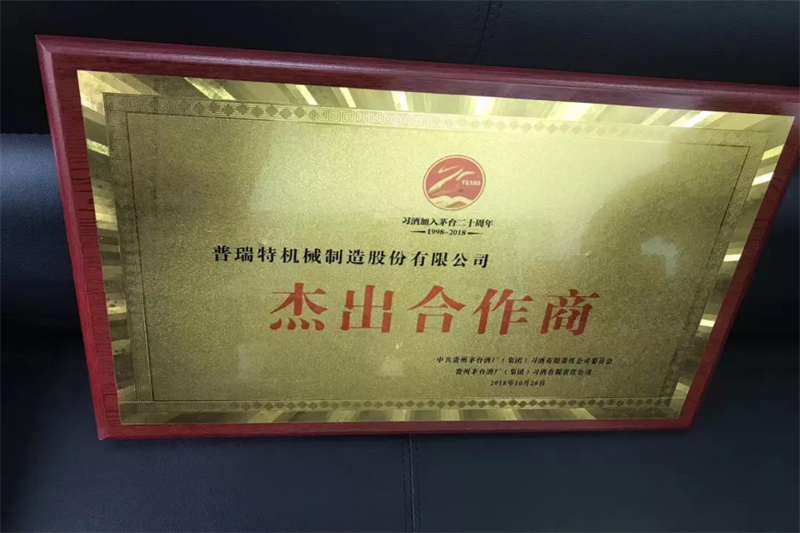 习酒加入茅台二十周年
1998-2018
普瑞特机械制造股份有限公司
杰出合作商
中共贵州茅台酒厂（集团）习酒有限责任公司委员会
贵州茅台酒厂（集团）习酒有限责任公司
2018年10月26日